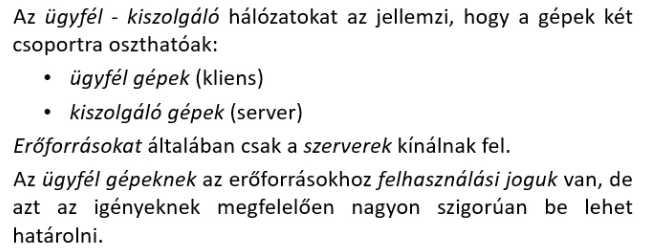 Az ügyfél - kiszolgáló hálózatokat az jellemzi, hogy a gépek két
csoportra oszthatóak:
• ügyfél gépek (kliens)
• kiszolgáló gépek (server)
Erőforrásokat általában csak a szerverek kínálnak fel.
Az ügyfél gépeknek az erőforrásokhoz felhasználási joguk van, de
azt az igényeknek megfelelően nagyon szigorúan be lehet
határolni.